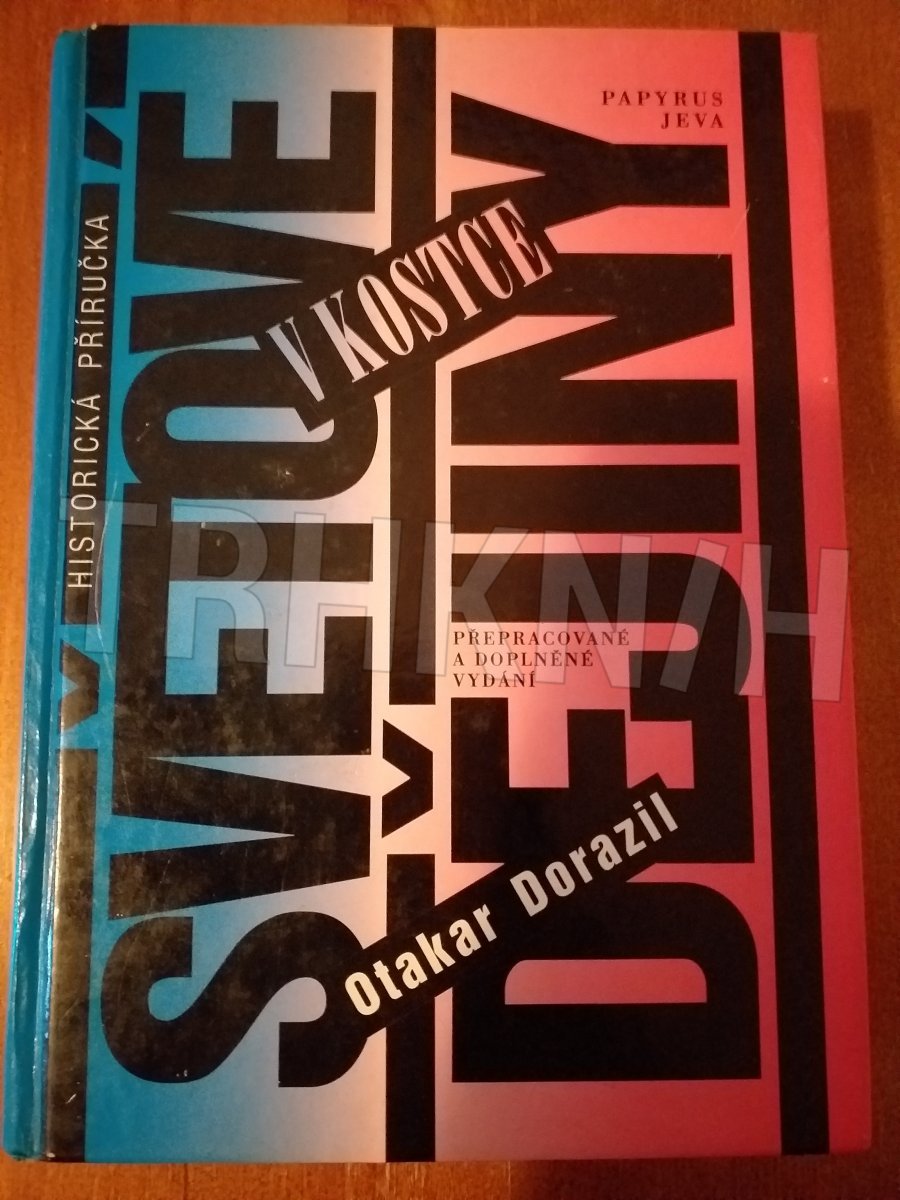 PAPYRUS
JEVA
HISTORICKÁ PŘÍRUČKA
SVĚTOVÉ
DĚJINY
V KOSTCE
PŘEPRACOVANÉ
A DOPLNĚNÉ
VYDÁNÍ
Otakar Dorazil
TRHKNIH